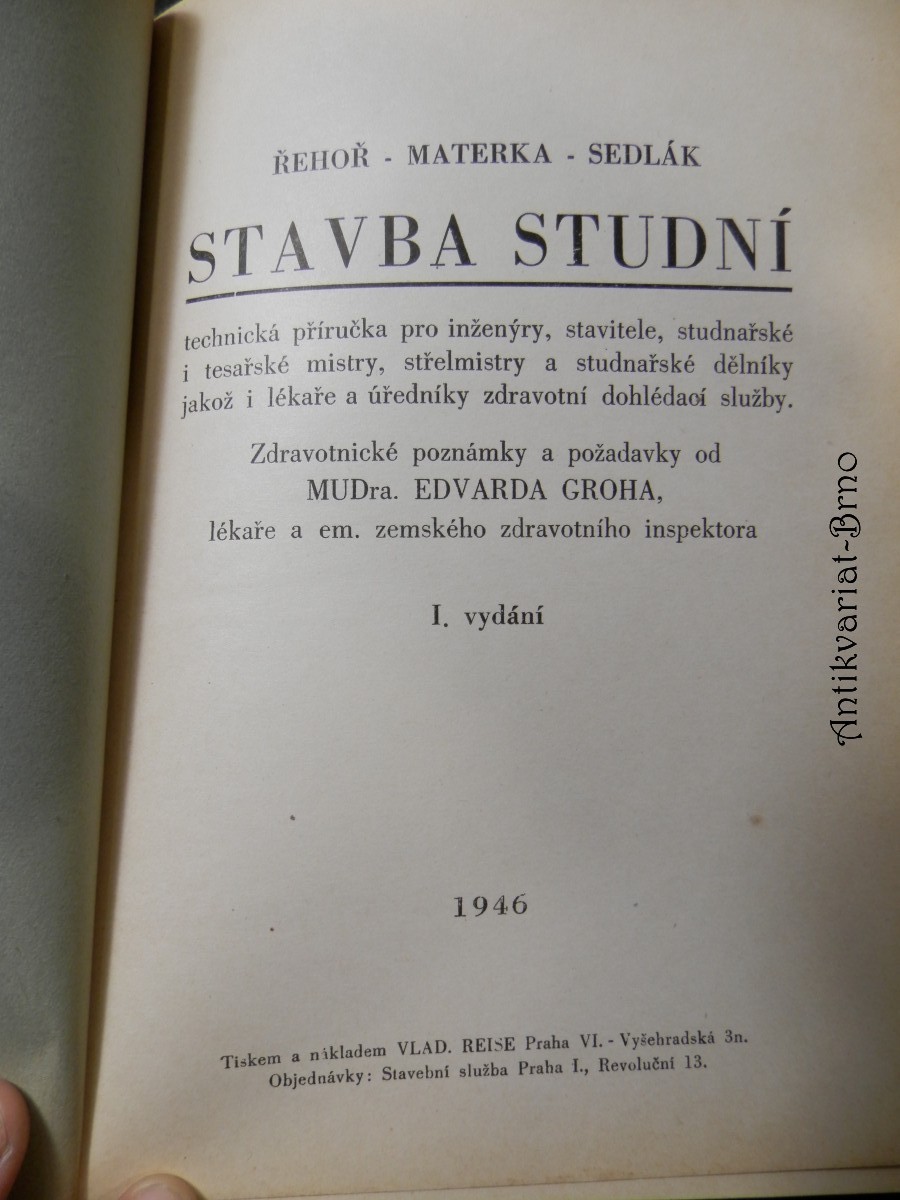 ŘEHOŘ - MATERKA - SEDLÁK
STAVBA STUDNÍ
technická příručka pro inženýry, stavitele, studnařské
i tesařské mistry, střelmistry a studnařské dělníky
jakož i lékaře a úředníky zdravotní dohlédací služby.
Zdravotnické poznámky a požadavky od
MUDra. EDVARDA GROHA,
lékaře a em. zemského zdravotního inspektora
I. vydání
1946
Tiskem a nákladem VLAD. REISE Praha VI. - Vyšehradská 3n.
Objednávky: Stavební služba Praha I., Revoluční 13.
Antikvariat-Brno